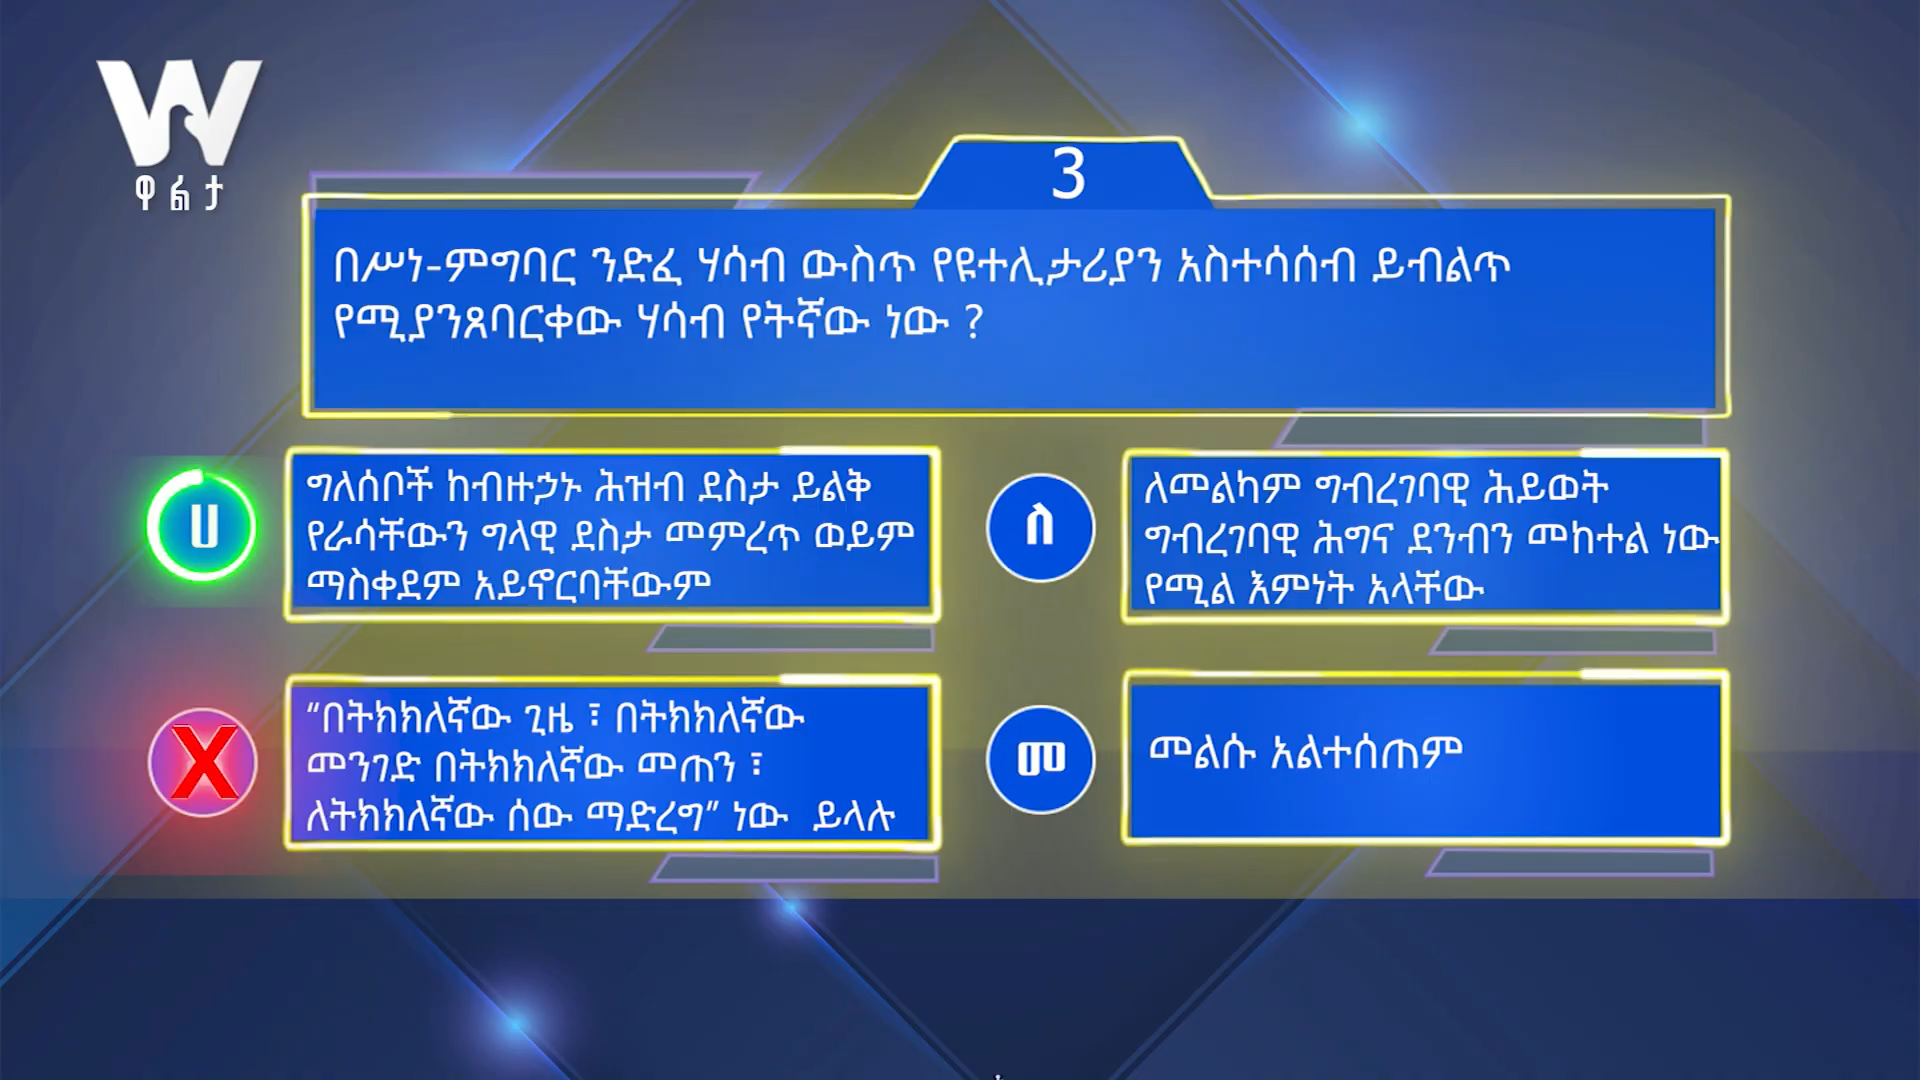 W
ዋልታ
3
በሥነ-ምግባር ንድፈ ሃሳብ ውስጥ የዩተሊታሪያን አስተሳሰብ ይብልጥ
የሚያንጸባርቀው ሃሳብ የትኛው ነው ?
ሀ
ግለሰቦች ከብዙኃኑ ሕዝብ ደስታ ይልቅ
የራሳቸውን ግላዊ ደስታ መምረጥ ወይም
ማስቀደም አይኖርባቸውም
ለ
ለመልካም ግብረገባዊ ሕይወት
ግብረገባዊ ሕግና ደንብን መከተል ነው
የሚል እምነት አላቸው
X
“በትክክለኛው ጊዜ ፣ በትክክለኛው
መንገድ በትክክለኛው መጠን ፣
ለትክክለኛው ሰው ማድረግ” ነው ይላሉ
መ
መልሱ አልተሰጠም